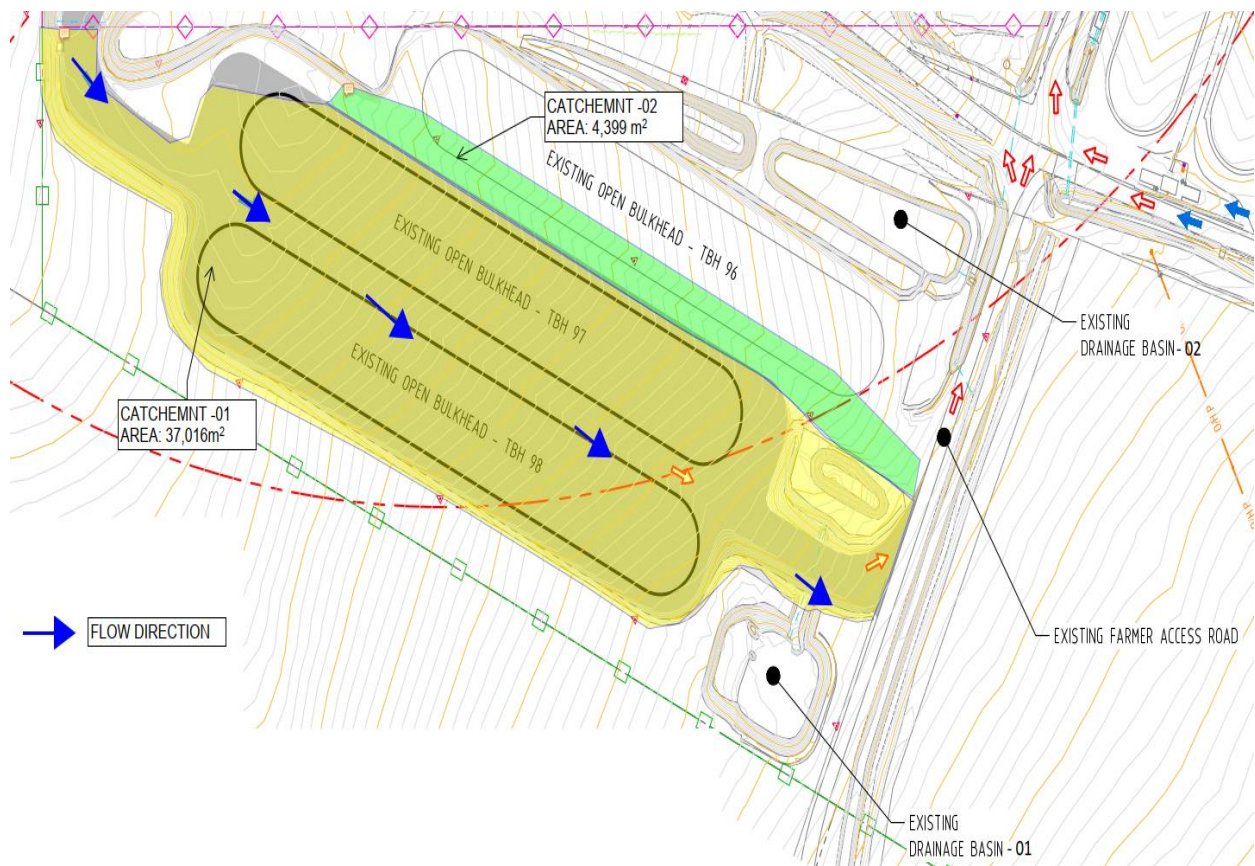 CATCHEMNT -02
AREA: 4,399 m²
EXISTING OPEN BULKHEAD - TBH 96
EXISTING OPEN BULKHEAD - TBH 97
EXISTING OPEN BULKHEAD - TBH 98
CATCHEMNT -01
AREA: 37,016m²
EXISTING
DRAINAGE BASIN - 02
OHP
OHP
EXISTING FARMER ACCESS ROAD
FLOW DIRECTION
EXISTING
DRAINAGE BASIN - 01